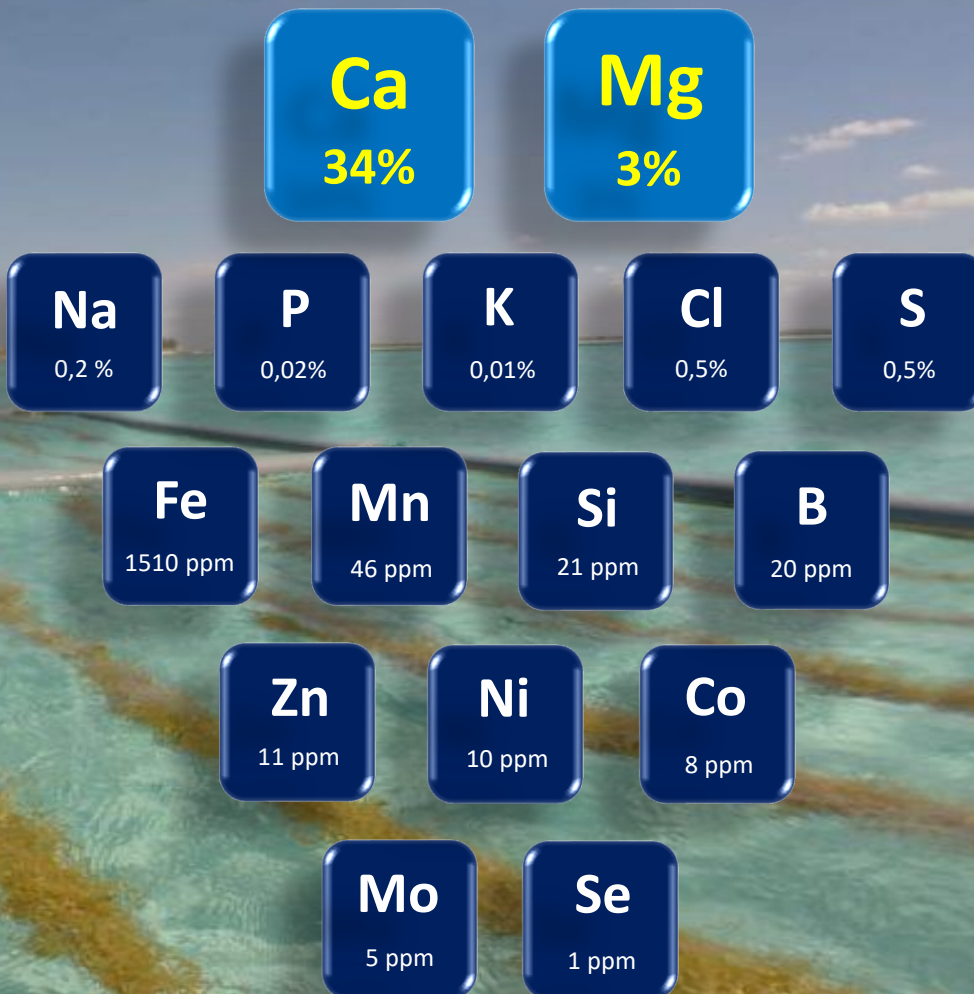 Ca
34%
Mg
3%
Na
0,2 %
P
0,02%
K
0,01%
Cl
0,5%
S
0,5%
Fe
1510 ppm
Mn
46 ppm
Si
21 ppm
B
20 ppm
Zn
11 ppm
Ni
10 ppm
Co
8 ppm
Mo
5 ppm
Se
1 ppm